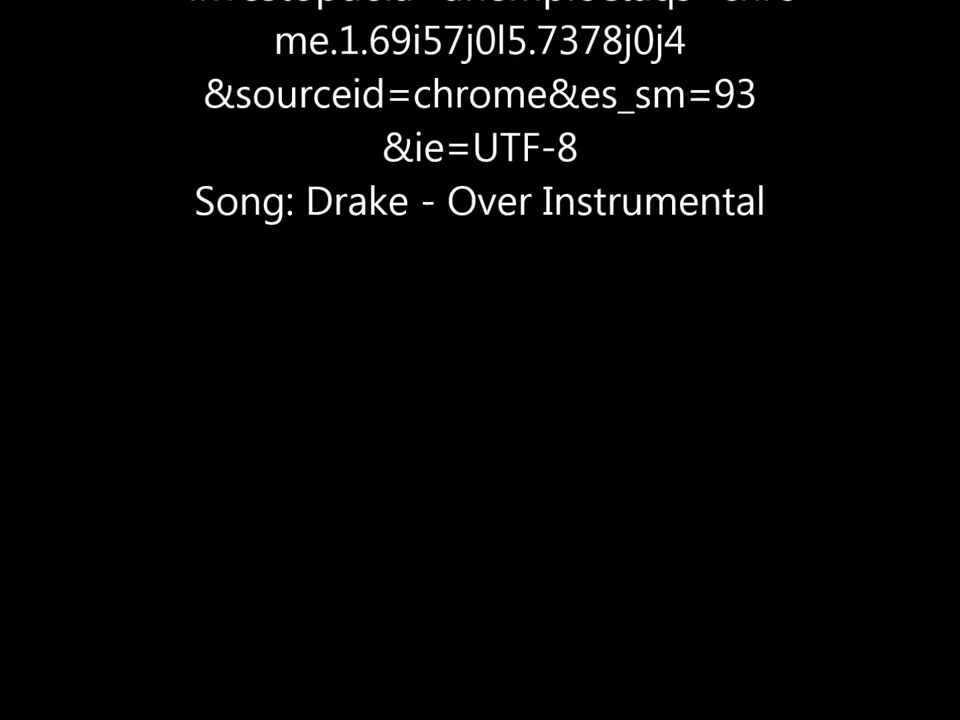 me.1.69i57j0l5.7378j0j4
&sourceid=chrome&es_sm=93
&ie=UTF-8
Song: Drake - Over Instrumental